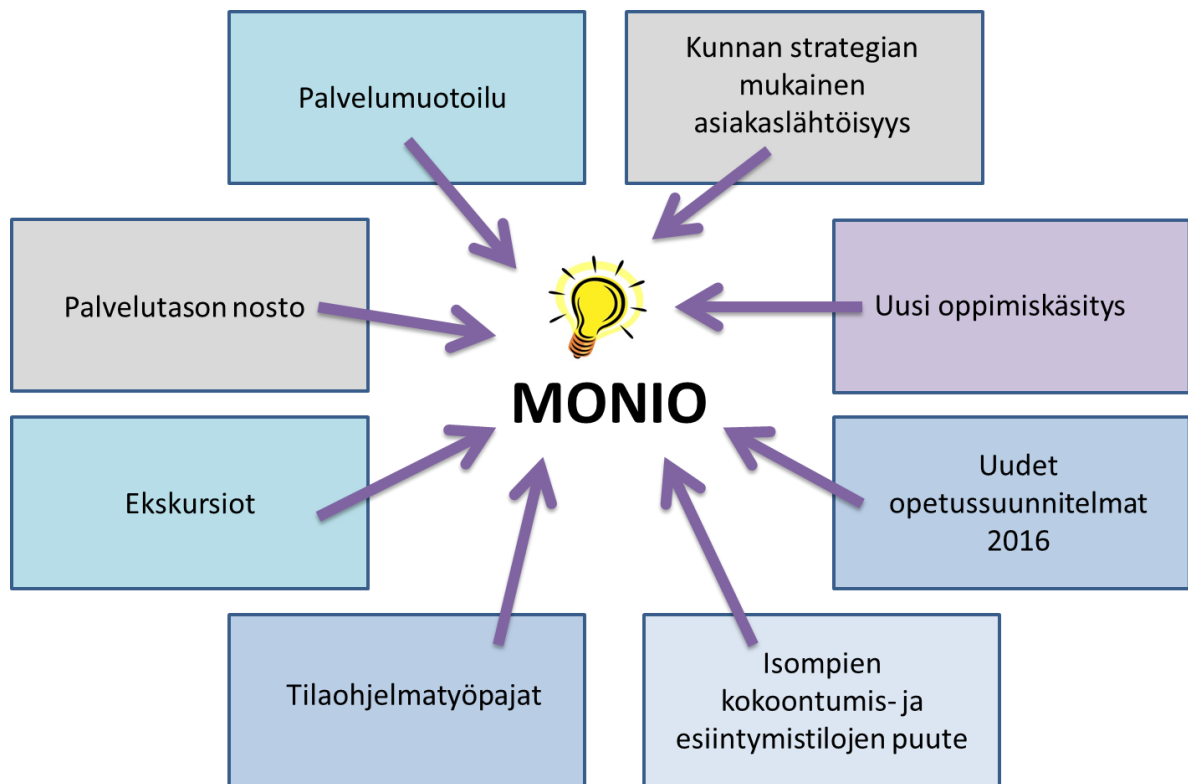 Palvelumuotoilu
Kunnan strategian
mukainen
asiakaslähtöisyys
Palvelutason nosto
Uusi oppimiskäsitys
MONIO
Ekskursiot
Uudet
opetussuunnitelmat
2016
Tilaohjelmatyöpajat
Isompien
kokoontumis- ja
esiintymistilojen puute